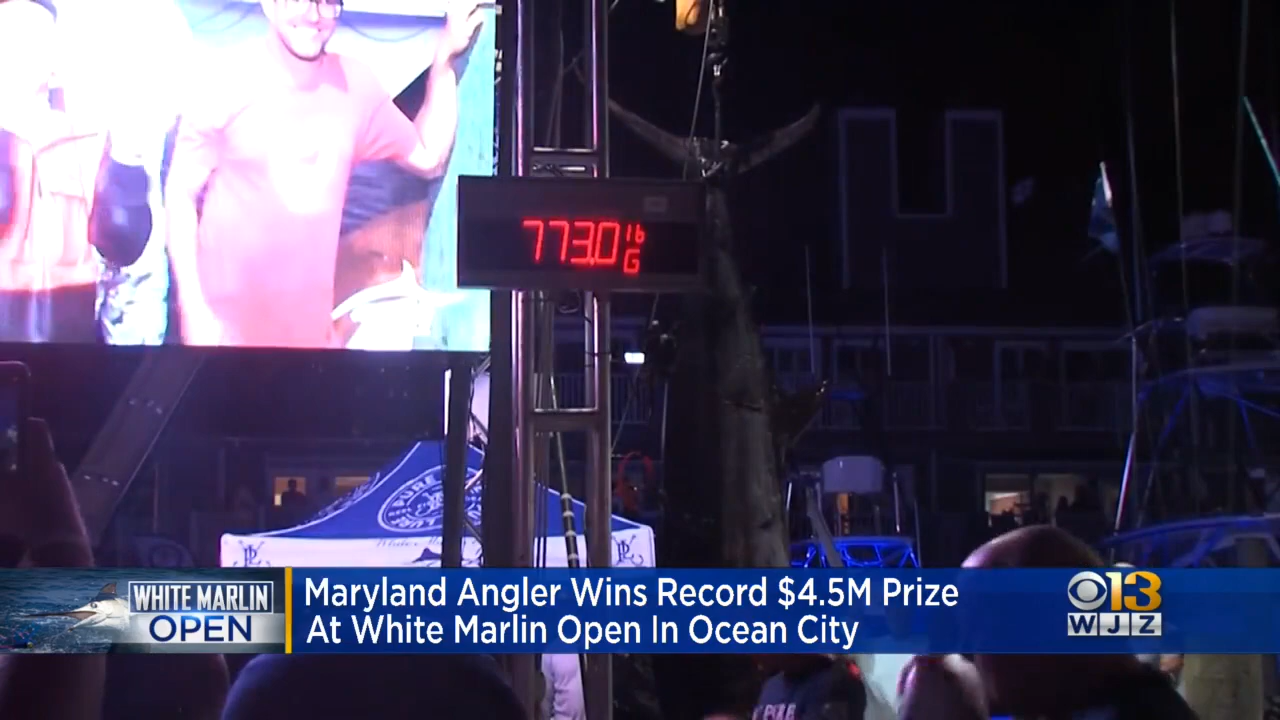 773.0 lb
G
PURE
WHITE MARLIN
OPEN
Maryland Angler Wins Record $4.5M Prize
At White Marlin Open In Ocean City
13
WJZ